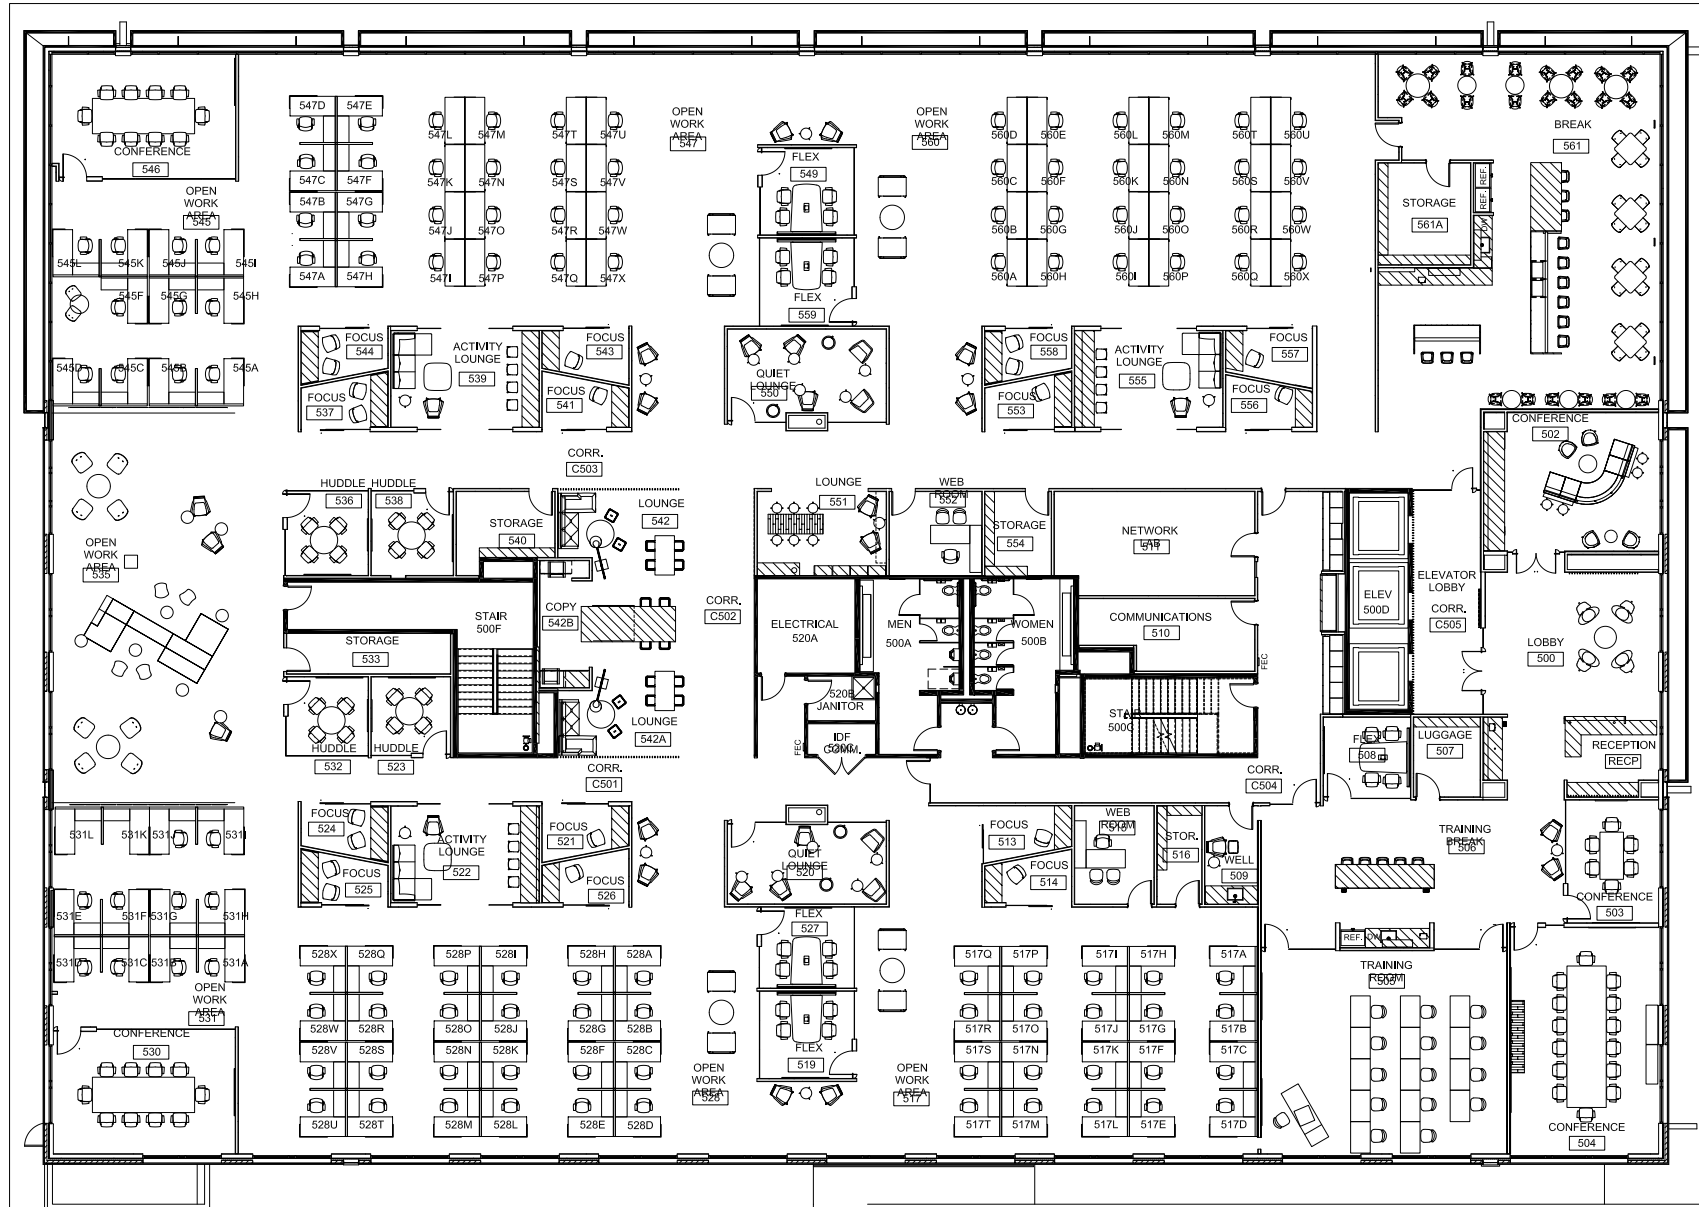 547D 547E
547L 547M 547T 547U
OPEN
WORK
AREA
547
OPEN
WORK
AREA
560
560D 560E 560L 560M 560T 560U
BREAK
561
CONFERENCE
546
FLEX
549
547C 547F 547K 547N 547S 547V
560C 560F 560K 560N 560S 560V
REF.
REF.
OPEN
WORK
AREA
545
547B 547G
STORAGE
561A
DW
547J 547O 547R 547W
560B 560G 560J 560O 560R 560W
545L 545K 545J 545I
547A 547H 547I 547P 547Q 547X
560A 560H 560I 560P 560Q 560X
545F 545G 545H
FLEX
559
FOCUS
544
ACTIVITY
LOUNGE
539
FOCUS
543
FOCUS
558
ACTIVITY
LOUNGE
555
FOCUS
557
545D 545C 545B 545A
QUIET
LOUNGE
550
FOCUS
537
FOCUS
541
FOCUS
553
FOCUS
556
CONFERENCE
502
CORR.
C503
HUDDLE
536
HUDDLE
538
LOUNGE
551
WEB
ROOM
552
STORAGE
540
LOUNGE
542
STORAGE
554
NETWORK
LAB
511
OPEN
WORK
AREA
535
ELEVATOR
LOBBY
CORR.
C505
ELEV
500D
STAIR
500F
COPY
542B
CORR.
C502
ELECTRICAL
520A
MEN
500A
WOMEN
500B
COMMUNICATIONS
510
STORAGE
533
LOBBY
500
FEC
520B
JANITOR
LOUNGE
542A
STAIR
500G
IDF
COMM.
520C
FEC
FLEX
508
LUGGAGE
507
RECEPTION
RECP
HUDDLE
532
HUDDLE
523
CORR.
C501
CORR.
C504
531L 531K 531J 531I
FOCUS
524
ACTIVITY
LOUNGE
522
FOCUS
521
QUIET
LOUNGE
520
FOCUS
513
WEB
ROOM
518
STOR.
516
WELL
509
TRAINING
BREAK
506
FOCUS
525
FOCUS
526
FOCUS
514
CONFERENCE
503
531E 531F 531G 531H
FLEX
527
REF. DW
531D 531C 531B 531A
528X 528Q 528P 528I 528H 528A
517Q 517P 517I 517H 517A
TRAINING
ROOM
505
OPEN
WORK
AREA
531
528W 528R 528O 528J 528G 528B
517R 517O 517J 517G 517B
CONFERENCE
530
528V 528S 528N 528K 528F 528C
FLEX
519
517S 517N 517K 517F 517C
OPEN
WORK
AREA
528
OPEN
WORK
AREA
517
528U 528T 528M 528L 528E 528D
517T 517M 517L 517E 517D
CONFERENCE
504